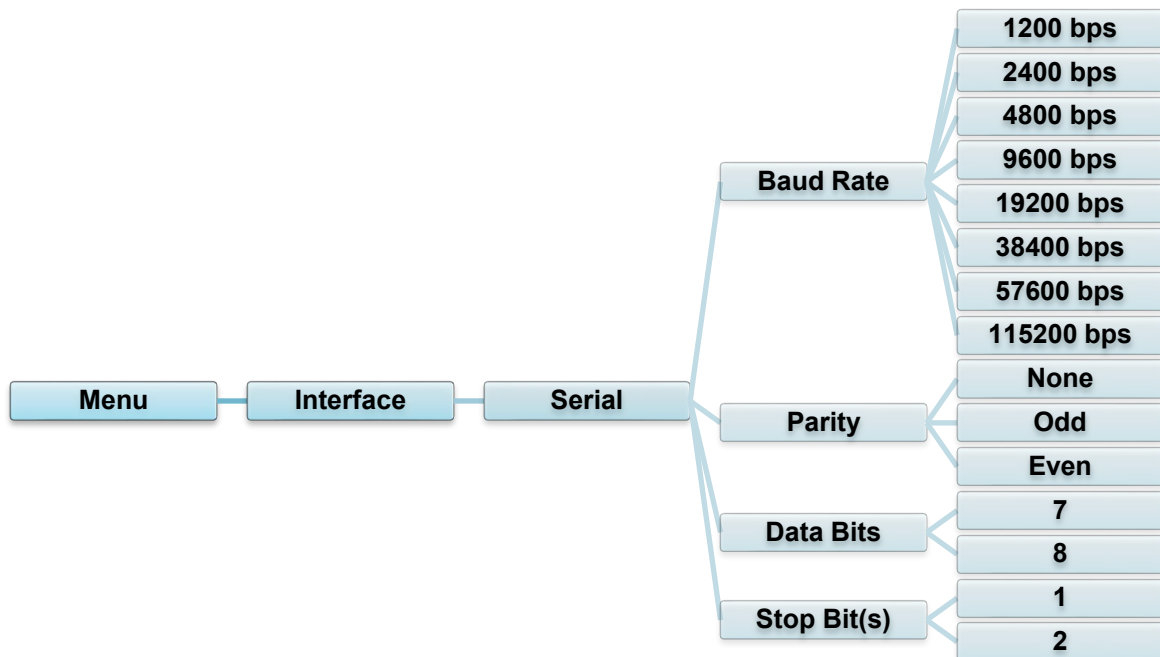 Menu
Interface
Serial
Baud Rate
1200 bps
2400 bps
4800 bps
9600 bps
19200 bps
38400 bps
57600 bps
115200 bps
Parity
None
Odd
Even
Data Bits
7
8
Stop Bit(s)
1
2